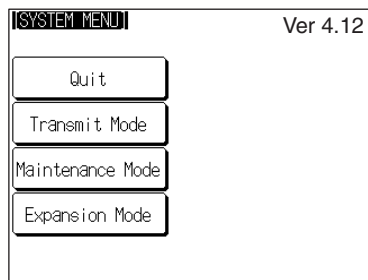 [SYSTEM MENU]
Ver 4.12
Quit
Transmit Mode
Maintenance Mode
Expansion Mode